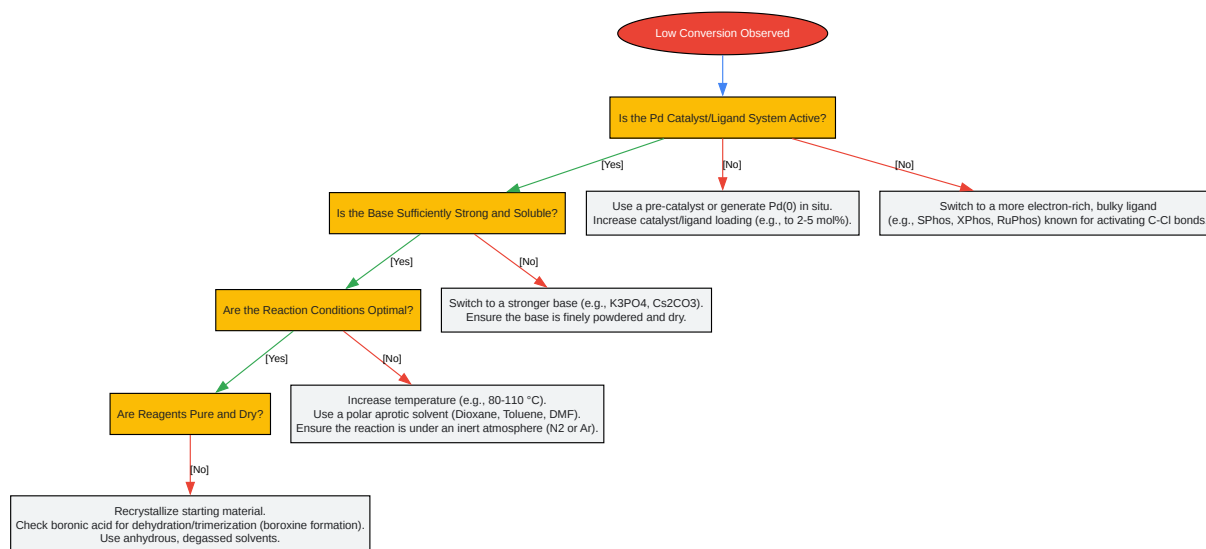 Low Conversion Observed
Is the Pd Catalyst/Ligand System Active?
[Yes]
[No]
[No]
Is the Base Sufficiently Strong and Soluble?
Use a pre-catalyst or generate Pd(0) in situ.
Increase catalyst/ligand loading (e.g., to 2-5 mol%).
Switch to a more electron-rich, bulky ligand
(e.g., SPhos, XPhos, RuPhos) known for activating C-Cl bonds
[Yes]
[No]
Are the Reaction Conditions Optimal?
Switch to a stronger base (e.g., K3PO4, Cs2CO3).
Ensure the base is finely powdered and dry.
[Yes]
[No]
Are Reagents Pure and Dry?
Increase temperature (e.g., 80-110 °C).
Use a polar aprotic solvent (Dioxane, Toluene, DMF).
Ensure the reaction is under an inert atmosphere (N2 or Ar).
[No]
Recrystallize starting material.
Check boronic acid for dehydration/trimerization (boroxine formation).
Use anhydrous, degassed solvents.